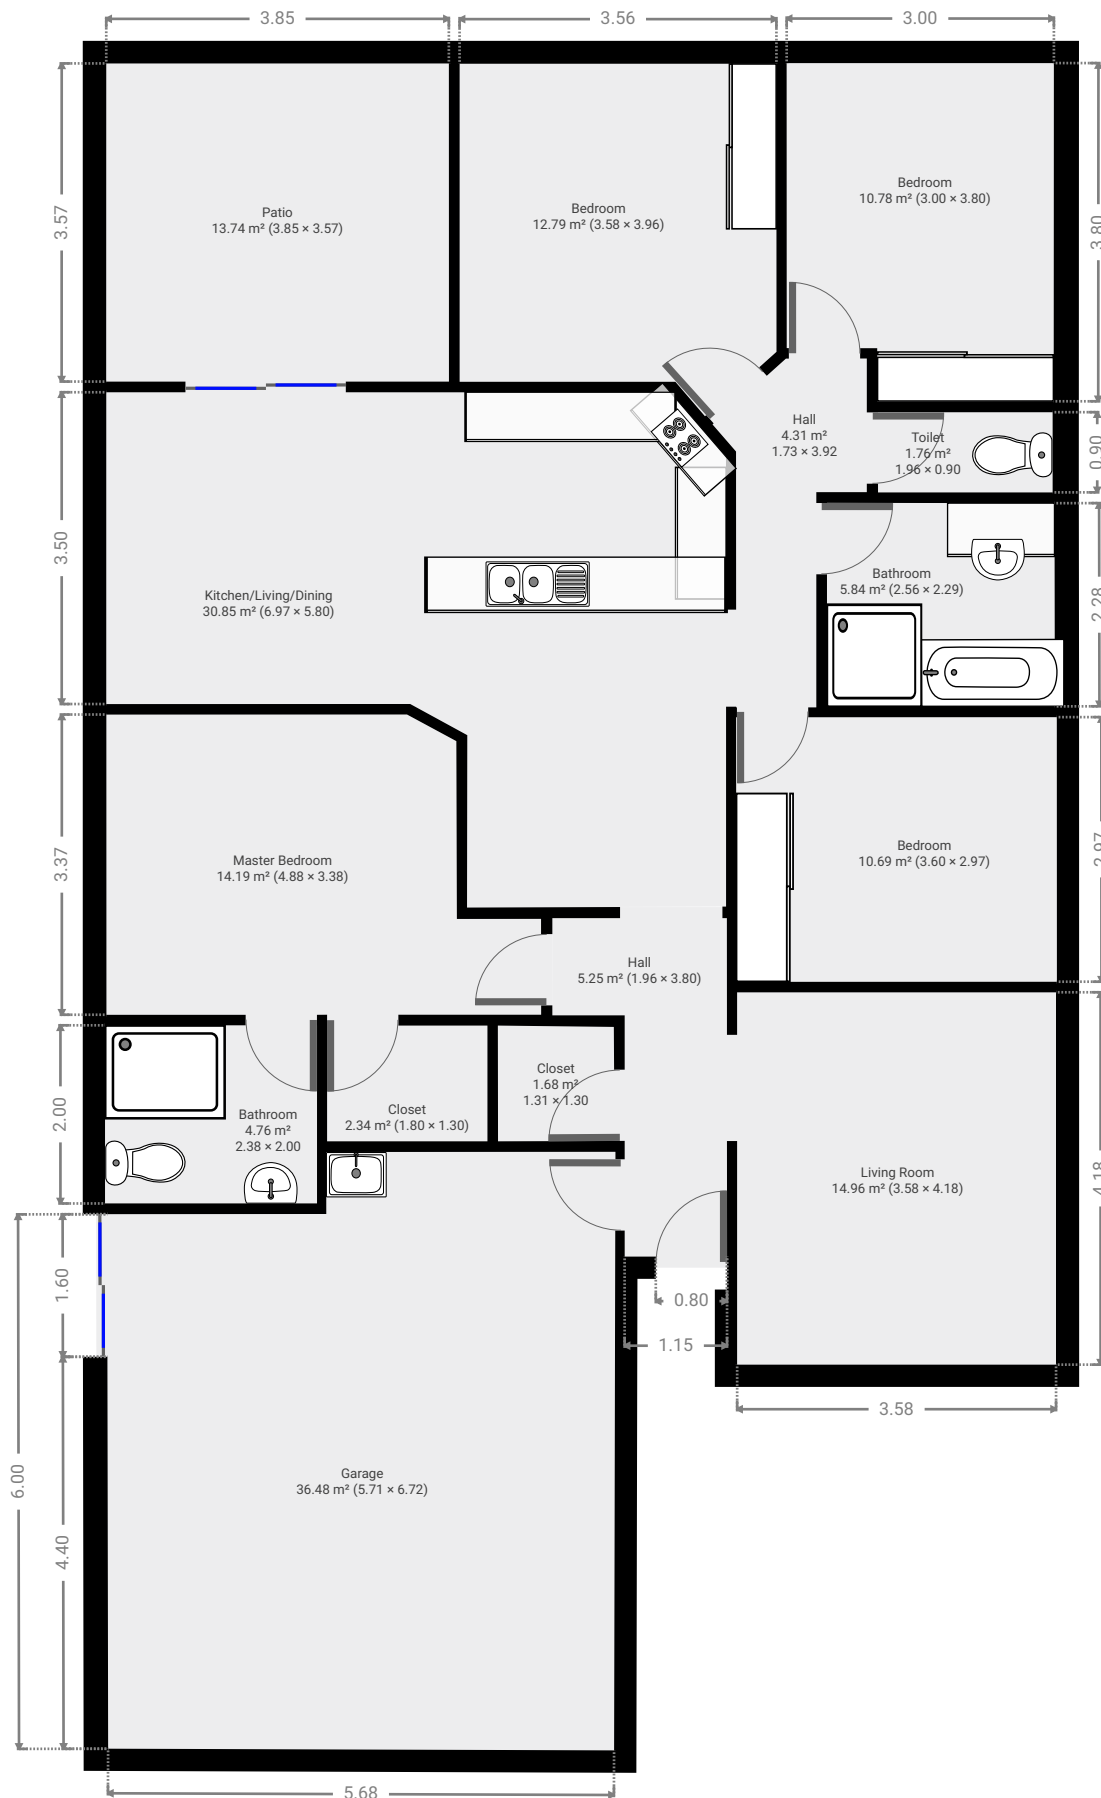 3.85
3.56
3.00
3.57
3.80
Patio
13.74 m² (3.85 × 3.57)
Bedroom
12.79 m² (3.58 × 3.96)
Bedroom
10.78 m² (3.00 × 3.80)
Hall
4.31 m²
1.73 × 3.92
Toilet
1.76 m²
1.96 × 0.90
0.90
3.50
Kitchen/Living/Dining
30.85 m² (6.97 × 5.80)
Bathroom
5.84 m² (2.56 × 2.29)
2.28
3.37
Master Bedroom
14.19 m² (4.88 × 3.38)
Bedroom
10.69 m² (3.60 × 2.97)
2.97
Hall
5.25 m² (1.96 × 3.80)
2.00
Bathroom
4.76 m²
2.38 × 2.00
Closet
2.34 m² (1.80 × 1.30)
Closet
1.68 m²
1.31 × 1.30
Living Room
14.96 m² (3.58 × 4.18)
4.18
1.60
0.80
1.15
3.58
6.00
4.40
Garage
36.48 m² (5.71 × 6.72)
5.68